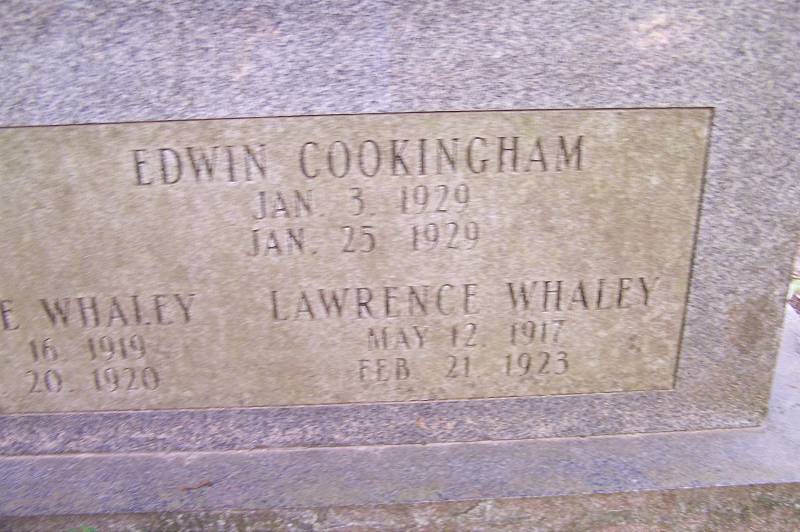 EDWIN COOKINGHAM
JAN. 3. 1929
JAN. 25 1929
E WHALEY
16. 1919
20. 1920
LAWRENCE WHALEY
MAY 12. 1917
FEB 21. 1923